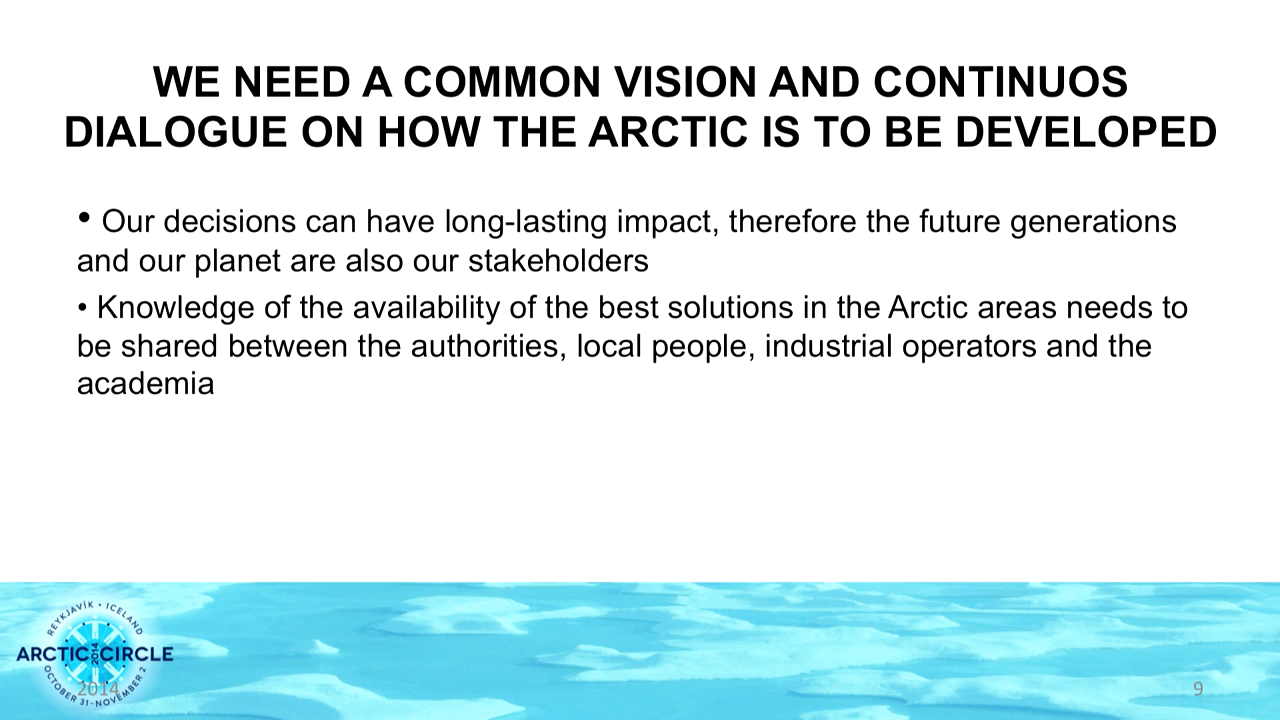 WE NEED A COMMON VISION AND CONTINUOS
DIALOGUE ON HOW THE ARCTIC IS TO BE DEVELOPED
• Our decisions can have long-lasting impact, therefore the future generations
and our planet are also our stakeholders
• Knowledge of the availability of the best solutions in the Arctic areas needs to
be shared between the authorities, local people, industrial operators and the
academia
REYKJAVÍK • ICELAND
ARCTIC 2014 CIRCLE
OCTOBER 31–NOVEMBER 2
2014
9